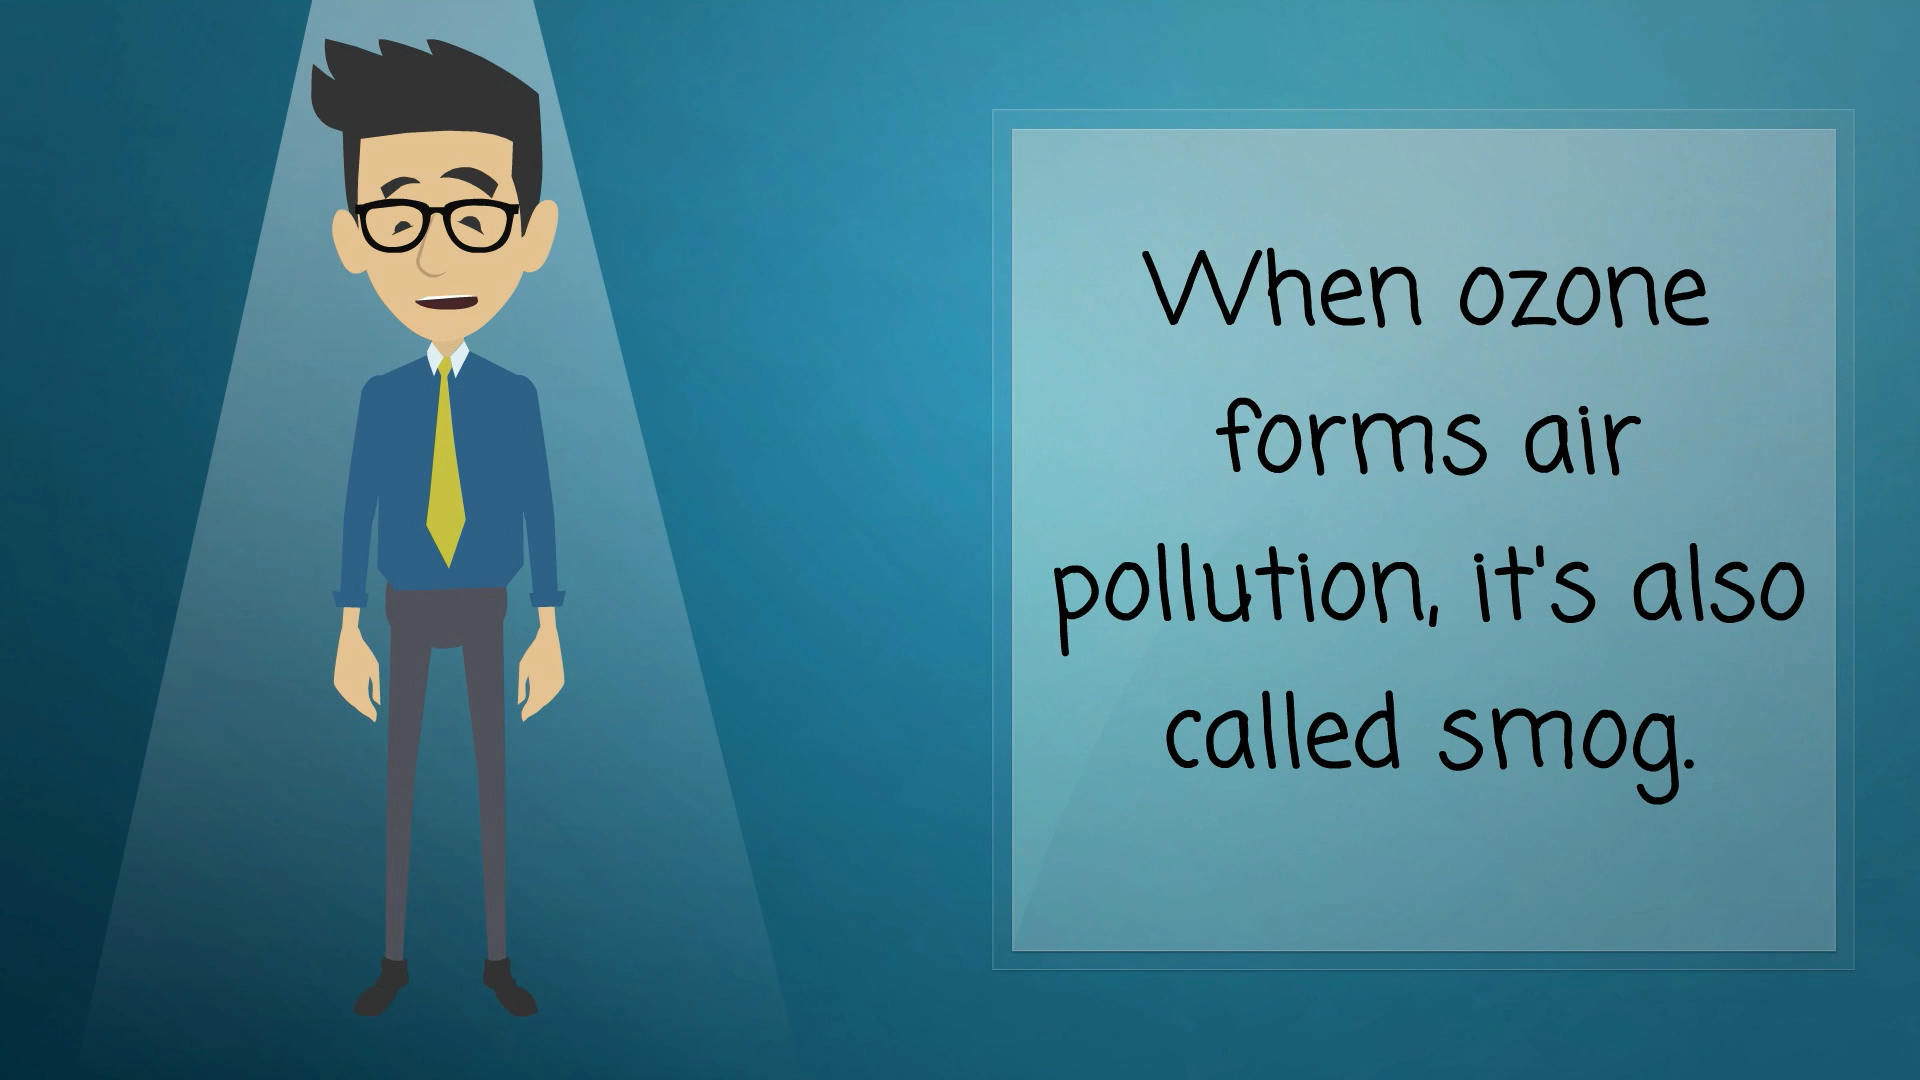 When ozone
forms air
pollution, it's also
called smog.